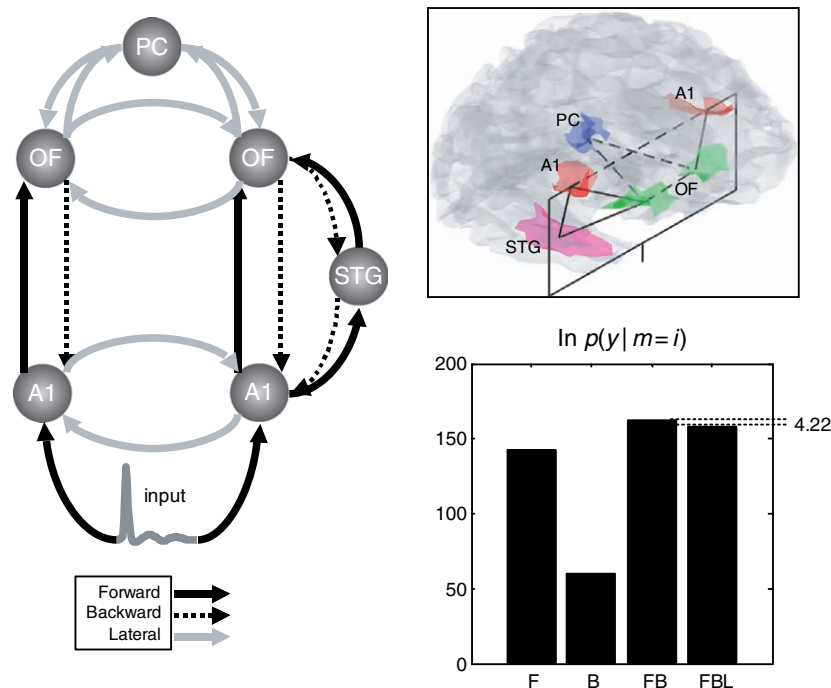 PC
OF
OF
STG
A1
A1
input
Forward
Backward
Lateral
A1
PC
A1
OF
STG
ln p(y | m = i)
200
150
100
50
0
4.22
F B FB FBL